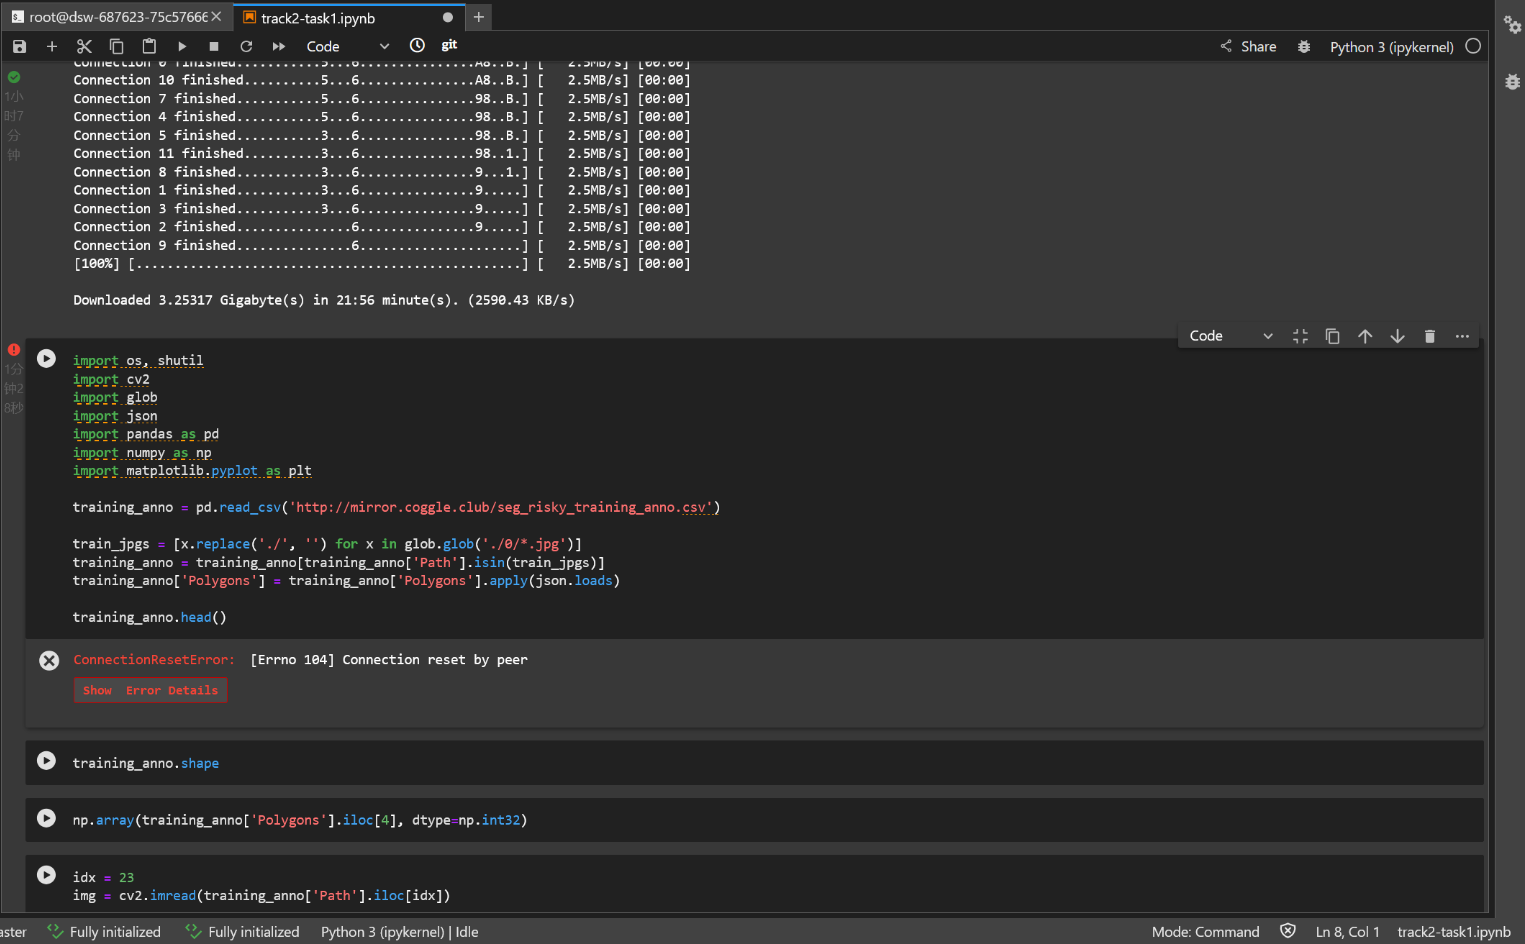 root@dsw-687623-75c57666
track2-task1.ipynb
Code
git
Share
Python 3 (ipykernel)
1小
时7
分
钟
Connection 0 finished...........5...6...............A8..B.] [   2.5MB/s] [00:00]
Connection 10 finished..........5...6...............A8..B.] [   2.5MB/s] [00:00]
Connection 7 finished...........5...6...............98..B.] [   2.5MB/s] [00:00]
Connection 4 finished...........5...6...............98..B.] [   2.5MB/s] [00:00]
Connection 5 finished...........3...6...............98..B.] [   2.5MB/s] [00:00]
Connection 11 finished..........3...6...............98..1.] [   2.5MB/s] [00:00]
Connection 8 finished...........3...6...............9...1.] [   2.5MB/s] [00:00]
Connection 1 finished...........3...6...............9.....] [   2.5MB/s] [00:00]
Connection 3 finished...........3...6...............9.....] [   2.5MB/s] [00:00]
Connection 2 finished...............6...............9.....] [   2.5MB/s] [00:00]
Connection 9 finished...............6.....................] [   2.5MB/s] [00:00]
[100%] [..................................................] [   2.5MB/s] [00:00]
Downloaded 3.25317 Gigabyte(s) in 21:56 minute(s). (2590.43 KB/s)
Code
1分
钟2
8秒
import os, shutil
import cv2
import glob
import json
import pandas as pd
import numpy as np
import matplotlib.pyplot as plt
training_anno = pd.read_csv('http://mirror.coggle.club/seg_risky_training_anno.csv')
train_jpgs = [x.replace('./', '') for x in glob.glob('./0/*.jpg')]
training_anno = training_anno[training_anno['Path'].isin(train_jpgs)]
training_anno['Polygons'] = training_anno['Polygons'].apply(json.loads)
training_anno.head()
ConnectionResetError: [Errno 104] Connection reset by peer
Show Error Details
training_anno.shape
np.array(training_anno['Polygons'].iloc[4], dtype=np.int32)
idx = 23
img = cv2.imread(training_anno['Path'].iloc[idx])
aster
Fully initialized
Fully initialized
Python 3 (ipykernel) | Idle
Mode: Command
Ln 8, Col 1
track2-task1.ipynb